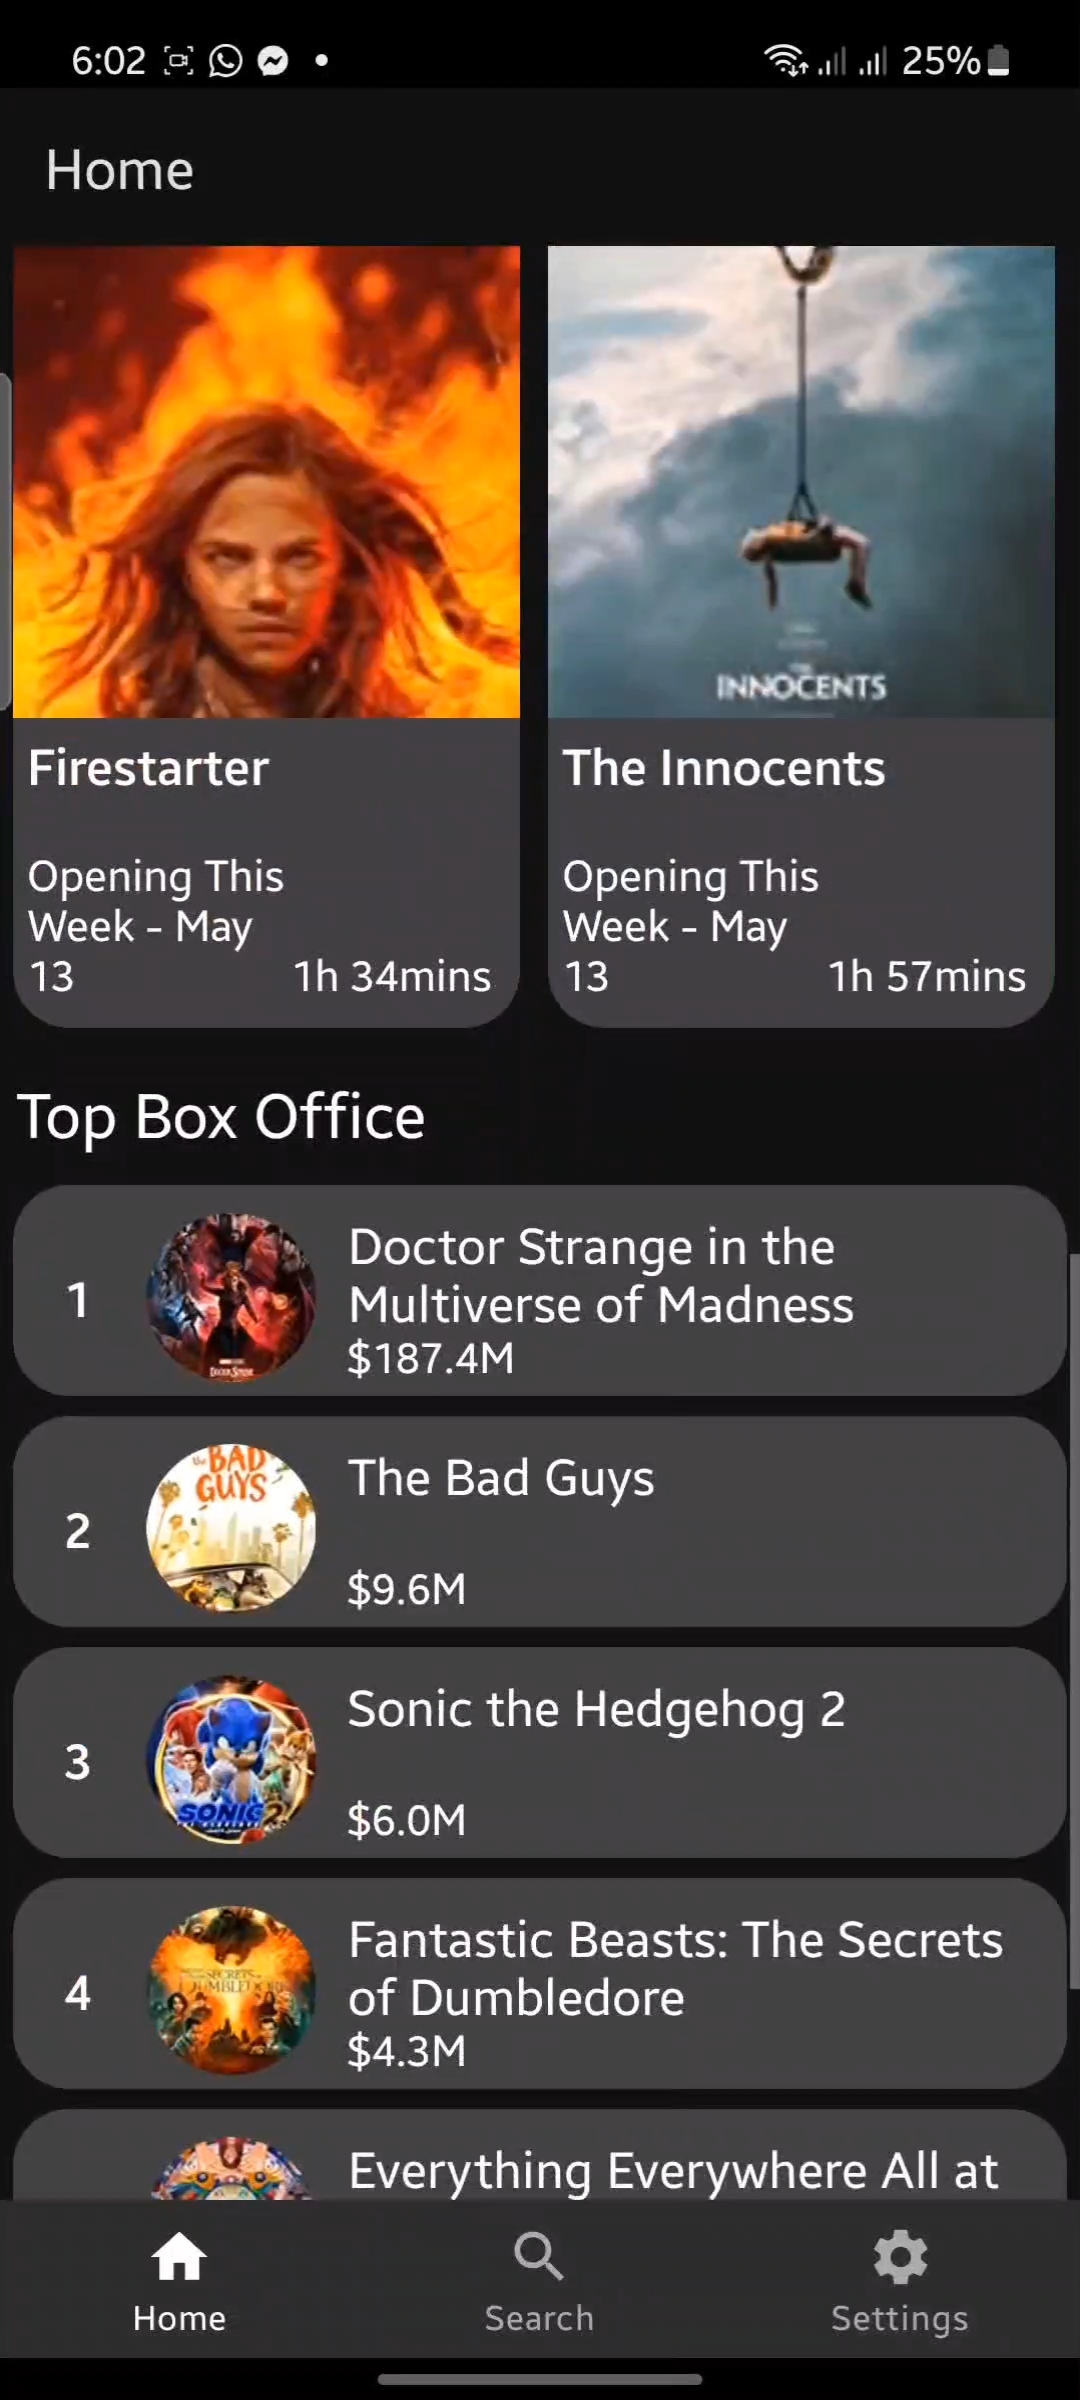 6:02
25%
Home
INNOCENTS
Firestarter
The Innocents
Opening This
Week - May
13
1h 34mins
Opening This
Week - May
13
1h 57mins
Top Box Office
1
Doctor Strange in the
Multiverse of Madness
$187.4M
2
the BAD
GUYS
The Bad Guys
$9.6M
3
SONIC 2
Sonic the Hedgehog 2
$6.0M
4
Fantastic Beasts: The Secrets
of Dumbledore
$4.3M
Everything Everywhere All at
Home
Search
Settings